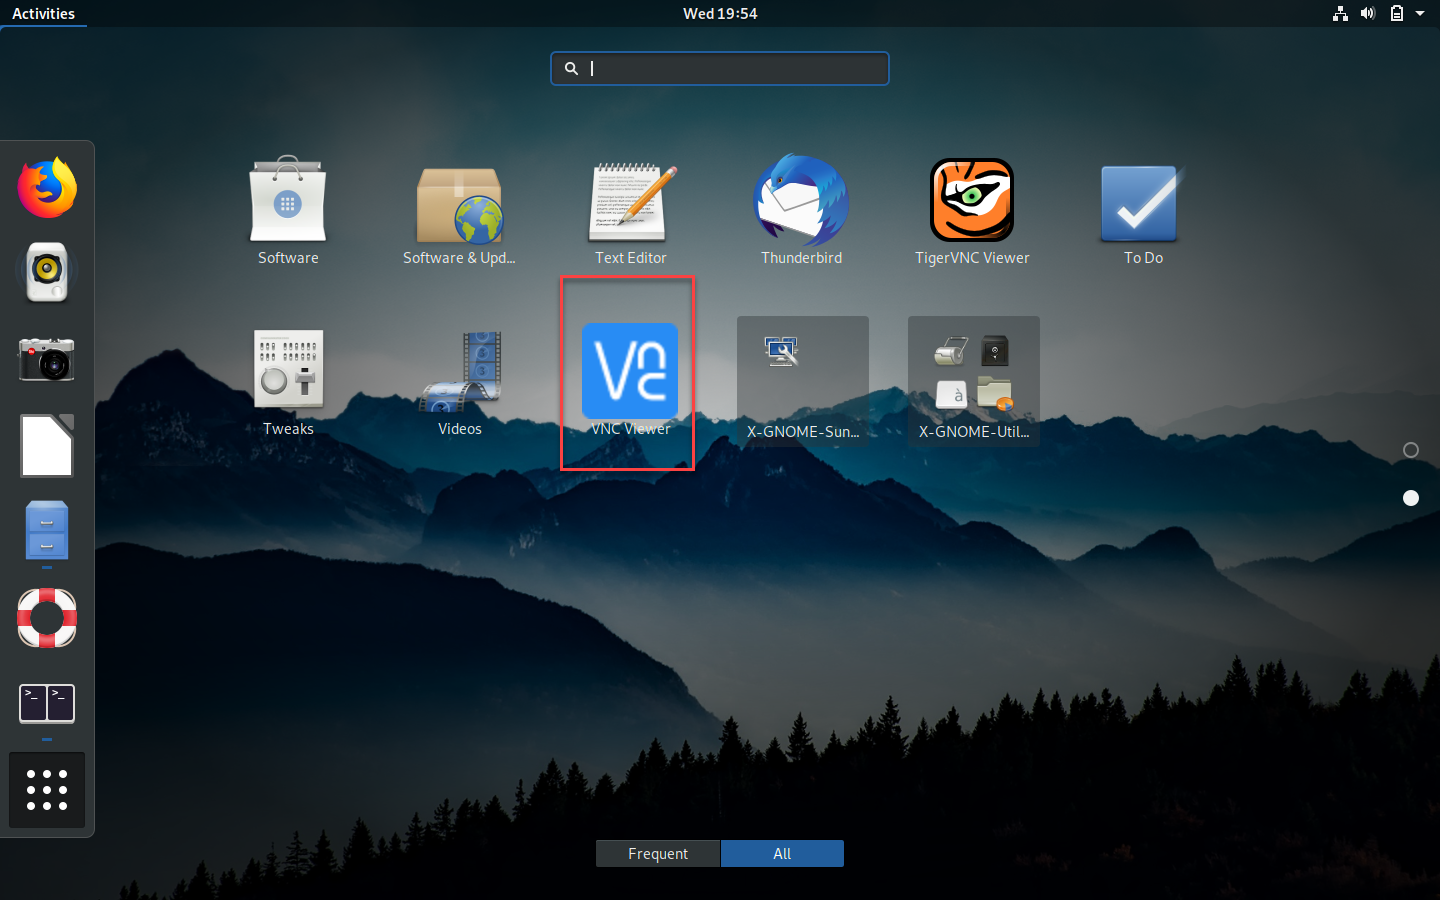 Activities
Wed 19:54
Software
Software & Upd...
Text Editor
Thunderbird
TigerVNC Viewer
To Do
Tweaks
Videos
VNC
VNC Viewer
X-GNOME-Sun...
à
X-GNOME-Util...
>_ >_
Frequent
All